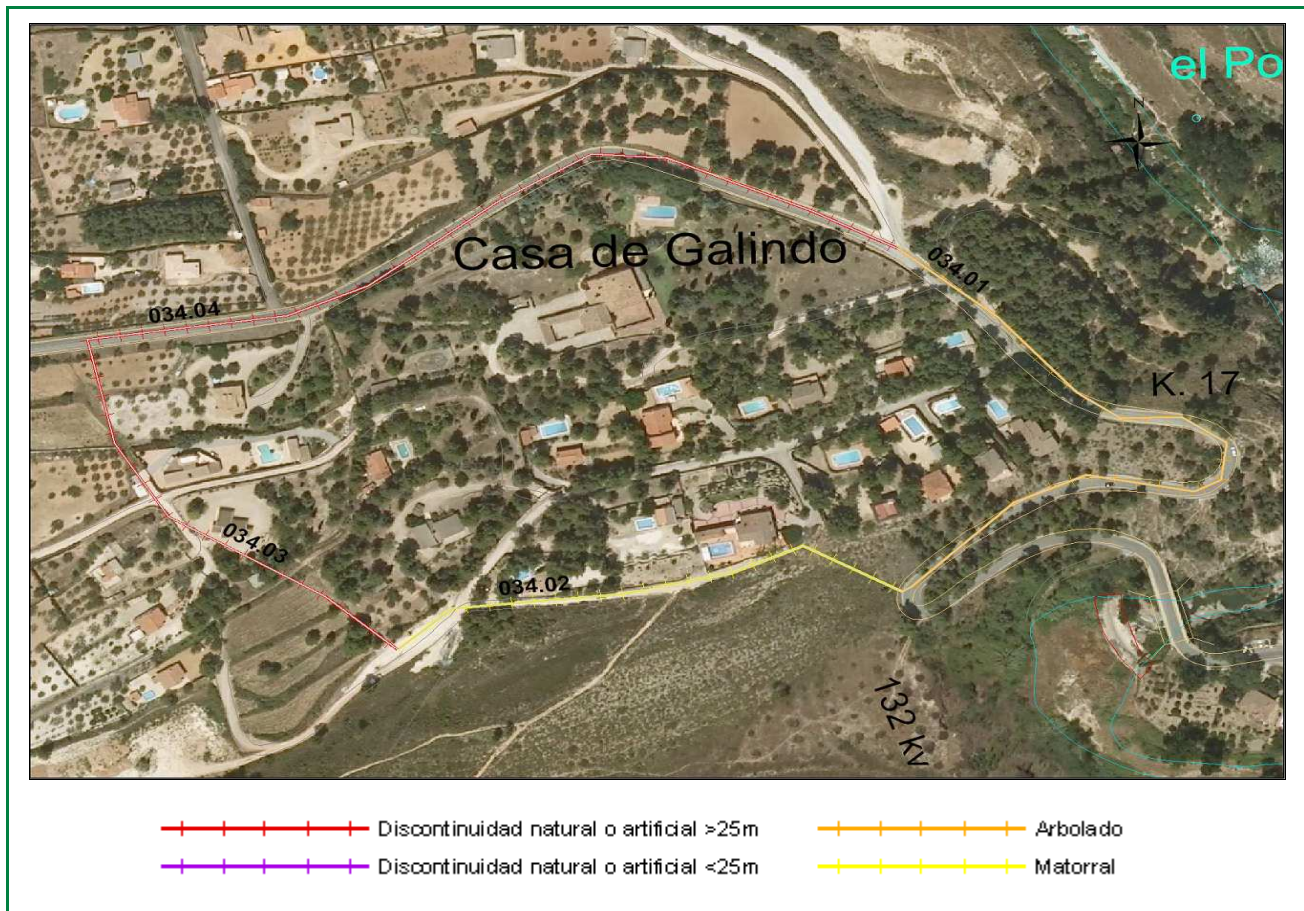 el Po
N
Casa de Galindo
034.01
034.04
K. 17
034.03
034.02
132 kv
Discontinuidad natural o artificial >25m
Arbolado
Discontinuidad natural o artificial <25m
Matorral